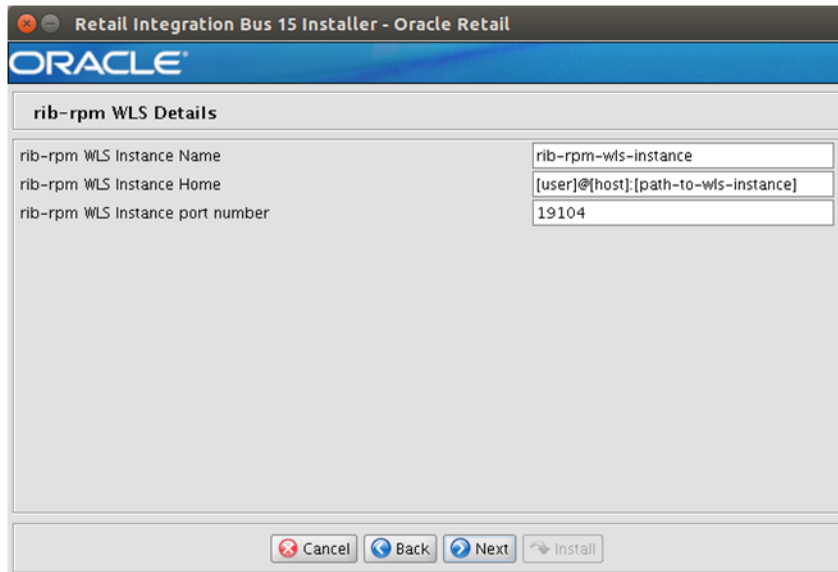 Retail Integration Bus 15 Installer - Oracle Retail
ORACLE®
rib-rpm WLS Details
rib-rpm WLS Instance Name rib-rpm-wls-instance
rib-rpm WLS Instance Home [user]@[host]:[path-to-wls-instance]
rib-rpm WLS Instance port number 19104
Cancel Back Next Install